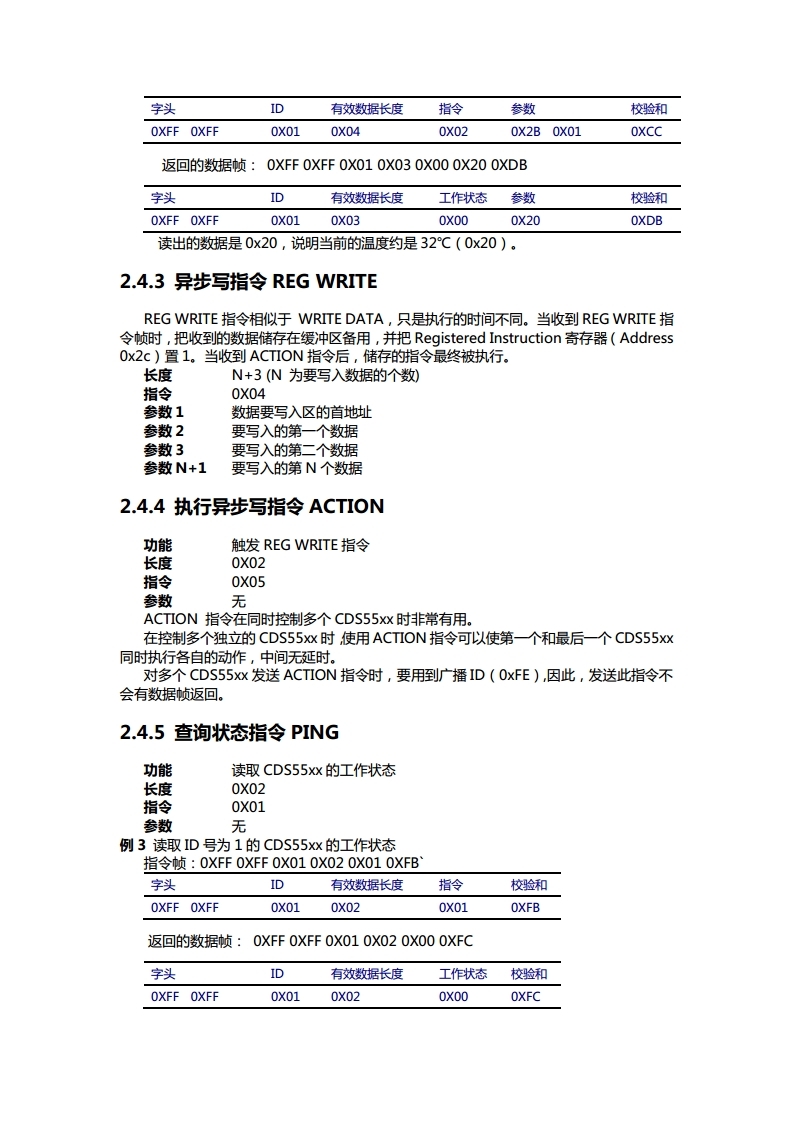 字头 ID 有效数据长度 指令 参数 校验和
0XFF 0XFF 0X01 0X04 0X02 0X2B 0X01 0XCC
返回的数据帧： 0XFF 0XFF 0X01 0X03 0X00 0X20 0XDB
字头 ID 有效数据长度 工作状态 参数 校验和
0XFF 0XFF 0X01 0X03 0X00 0X20 0XDB
读出的数据是 0x20，说明当前的温度约是 32℃（0x20）。
2.4.3 异步写指令 REG WRITE
REG WRITE 指令相似于 WRITE DATA，只是执行的时间不同。当收到 REG WRITE 指
令帧时，把收到的数据储存在缓冲区备用，并把 Registered Instruction 寄存器（Address
0x2c）置 1。当收到 ACTION 指令后，储存的指令最终被执行。
长度 N+3 (N 为要写入数据的个数)
指令 0X04
参数 1 数据要写入区的首地址
参数 2 要写入的第一个数据
参数 3 要写入的第二个数据
参数 N+1 要写入的第 N 个数据
2.4.4 执行异步写指令 ACTION
功能 触发 REG WRITE 指令
长度 0X02
指令 0X05
参数 无
ACTION 指令在同时控制多个 CDS55xx 时非常有用。
在控制多个独立的 CDS55xx 时,使用 ACTION 指令可以使第一个和最后一个 CDS55xx
同时执行各自的动作，中间无延时。
对多个 CDS55xx 发送 ACTION 指令时，要用到广播 ID（0xFE）,因此，发送此指令不
会有数据帧返回。
2.4.5 查询状态指令 PING
功能 读取 CDS55xx 的工作状态
长度 0X02
指令 0X01
参数 无
例 3 读取 ID 号为 1 的 CDS55xx 的工作状态
指令帧：0XFF 0XFF 0X01 0X02 0X01 0XFB`
字头 ID 有效数据长度 指令 校验和
0XFF 0XFF 0X01 0X02 0X01 0XFB
返回的数据帧： 0XFF 0XFF 0X01 0X02 0X00 0XFC
字头 ID 有效数据长度 工作状态 校验和
0XFF 0XFF 0X01 0X02 0X00 0XFC